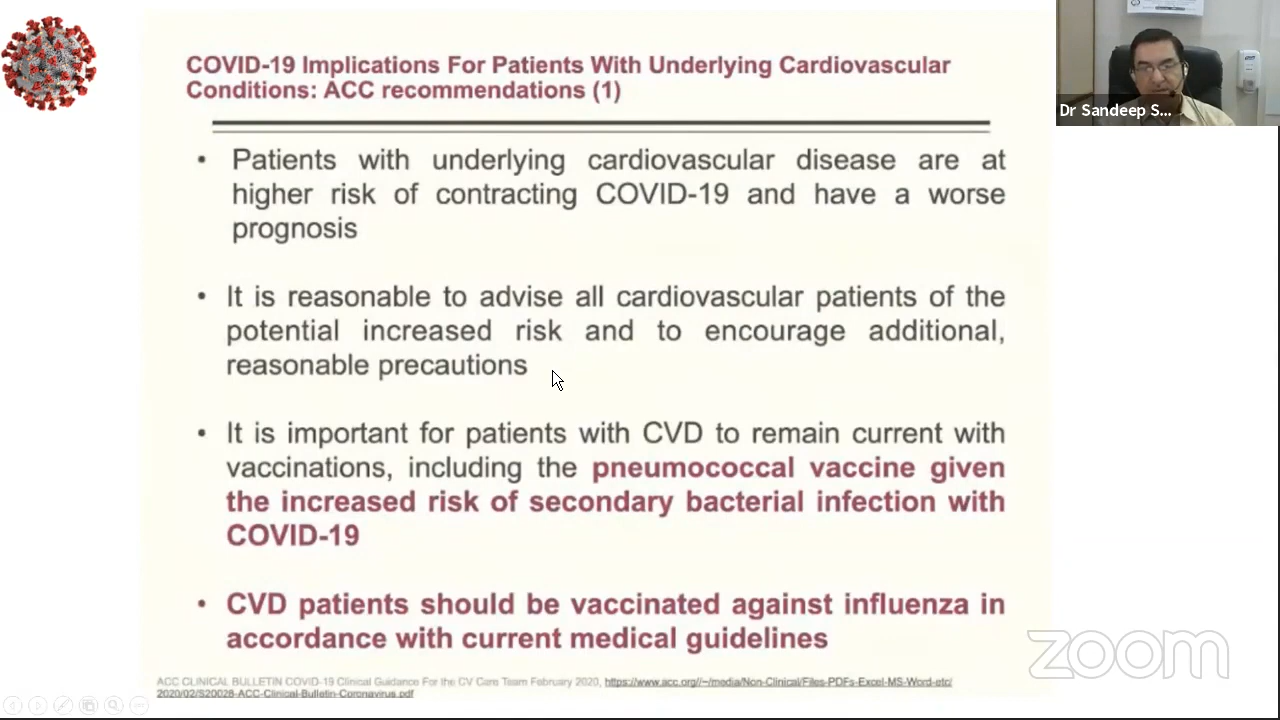 COVID-19 Implications For Patients With Underlying Cardiovascular
Conditions: ACC recommendations (1)
Dr Sandeep S...
• Patients with underlying cardiovascular disease are at
higher risk of contracting COVID-19 and have a worse
prognosis
• It is reasonable to advise all cardiovascular patients of the
potential increased risk and to encourage additional,
reasonable precautions
• It is important for patients with CVD to remain current with
vaccinations, including the pneumococcal vaccine given
the increased risk of secondary bacterial infection with
COVID-19
• CVD patients should be vaccinated against influenza in
accordance with current medical guidelines
zoom
ACC CLINICAL BULLETIN COVID-19 Clinical Guidance For the CV Care Team February 2020, https://www.acc.org//~/media/Non-Clinical/Files-PDFs-Excel-MS-Word-etc/
2020/02/S20028-ACC-Clinical-Bulletin-Coronavirus.pdf